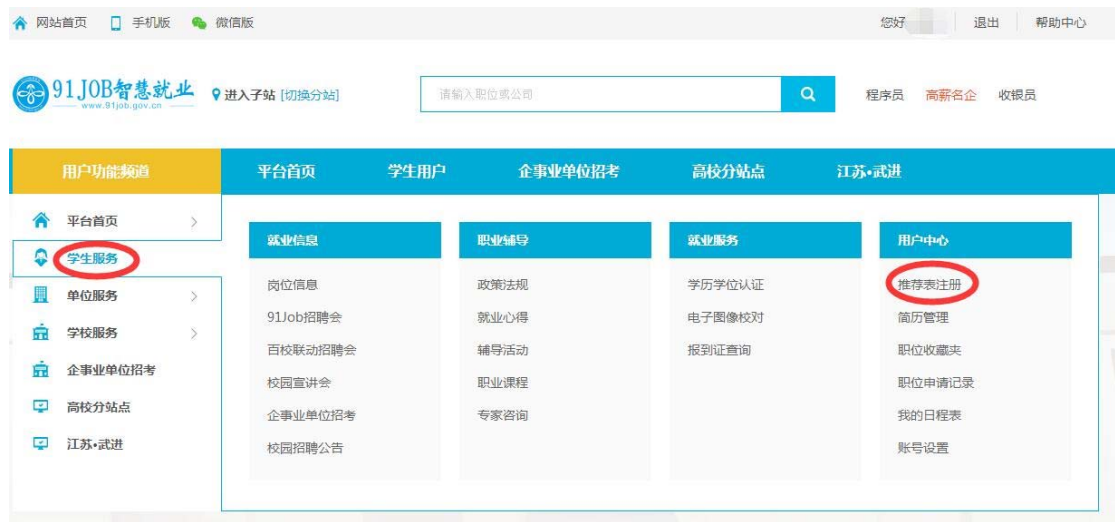 网站首页 手机版 微信版 您好 退出 帮助中心
91JOB智慧就业
www.91job.gov.cn
进入子站 [切换分站] 请输入职位或公司 程序员 高薪名企 收银员
用户功能频道 平台首页 学生用户 企事业单位招考 高校分站点 江苏•武进
平台首页
学生服务
单位服务
学校服务
企事业单位招考
高校分站点
江苏•武进
就业信息
岗位信息
91Job招聘会
百校联动招聘会
校园宣讲会
企事业单位招考
校园招聘公告
职业辅导
政策法规
就业心得
辅导活动
职业课程
专家咨询
就业服务
学历学位认证
电子图像校对
报到证查询
用户中心
推荐表注册
简历管理
职位收藏夹
职位申请记录
我的日程表
账号设置